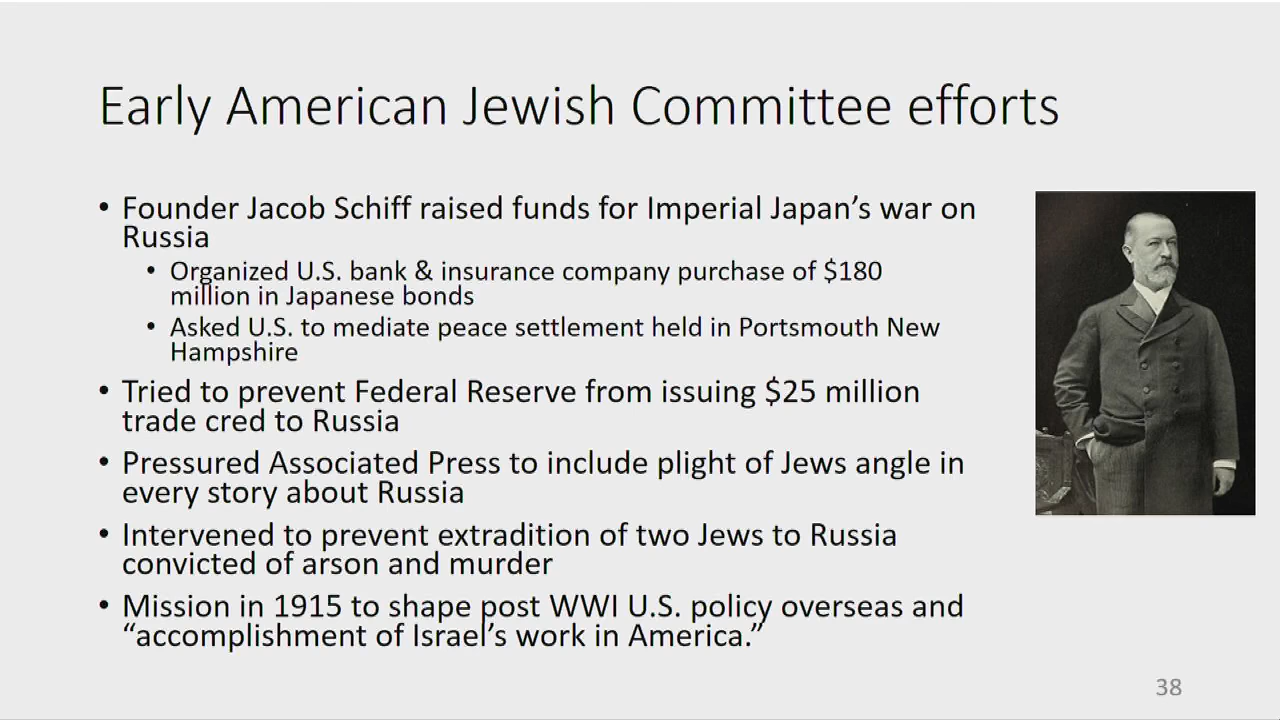 Early American Jewish Committee efforts
• Founder Jacob Schiff raised funds for Imperial Japan’s war on
Russia
• Organized U.S. bank & insurance company purchase of $180
million in Japanese bonds
• Asked U.S. to mediate peace settlement held in Portsmouth New
Hampshire
• Tried to prevent Federal Reserve from issuing $25 million
trade cred to Russia
• Pressured Associated Press to include plight of Jews angle in
every story about Russia
• Intervened to prevent extradition of two Jews to Russia
convicted of arson and murder
• Mission in 1915 to shape post WWI U.S. policy overseas and
“accomplishment of Israel’s work in America.”
38